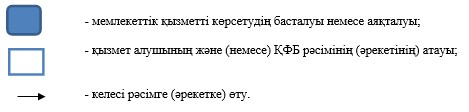 - мемлекеттік қызметті көрсетудің басталуы немесе аяқталуы;
- қызмет алушының және (немесе) ҚФБ рәсімінің (әрекетінің) атауы;
- келесі рәсімге (әрекетке) өту.